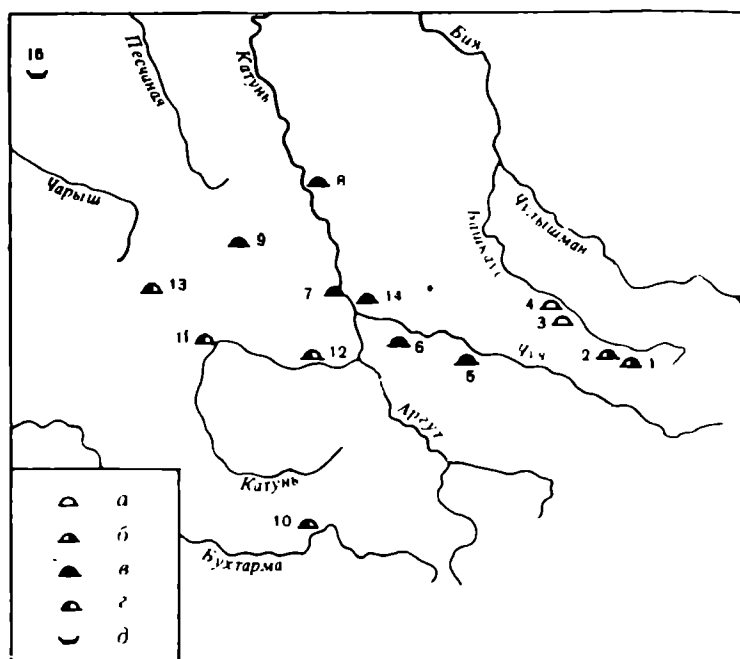 Бия
16
Песчаная
Катунь
Чарыш
8
Чулышман
9
13
7
14
4
3
11
12
6
Чуя
2
1
5
Аргут
Катунь
10
Бухтарма
а
б
в
г
д